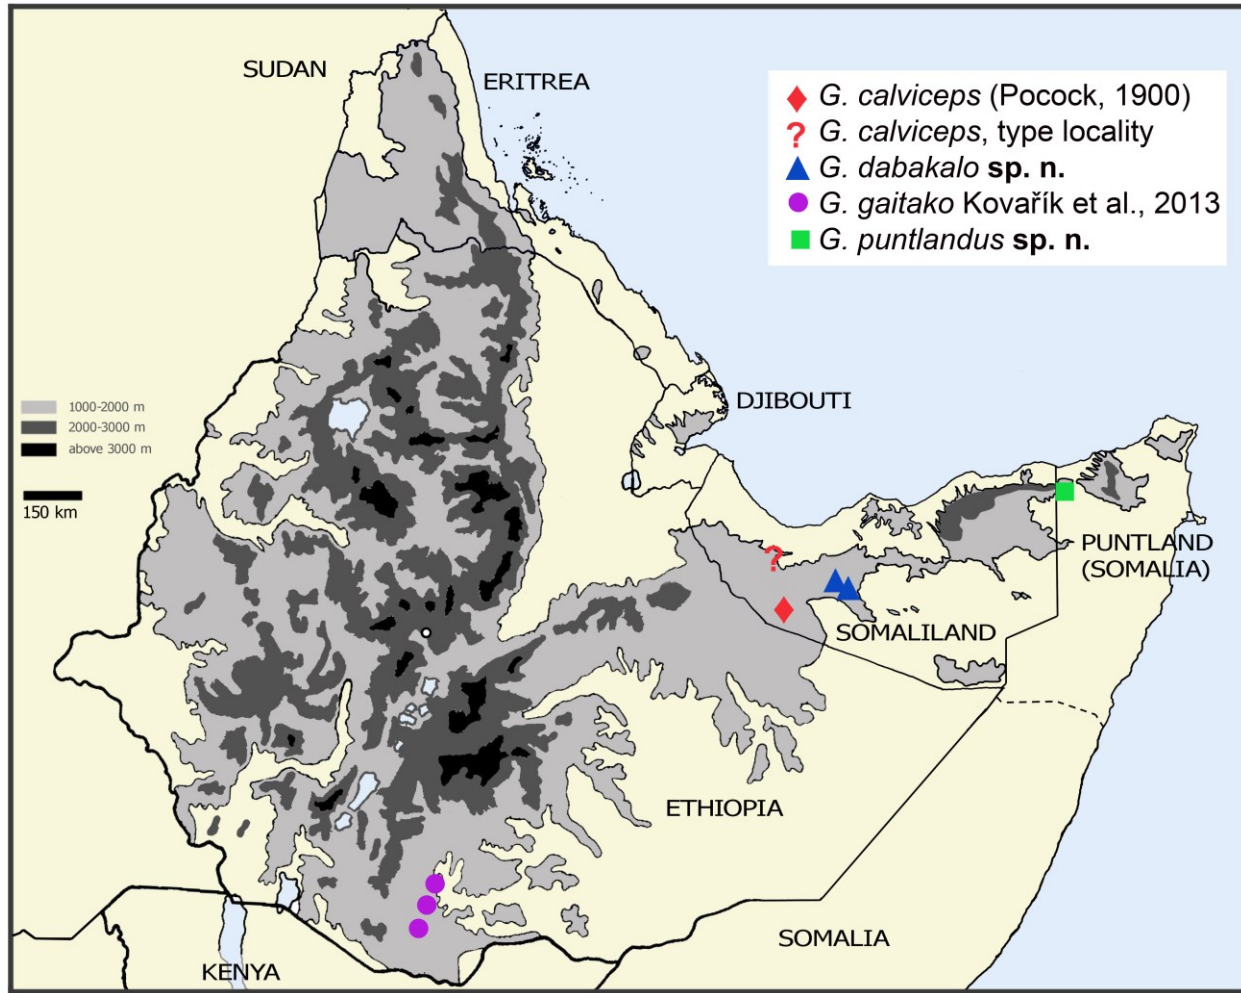 SUDAN
ERITREA
G. calviceps (Pocock, 1900)
? G. calviceps, type locality
G. dabakalo sp. n.
G. gaitako Kovařík et al., 2013
G. puntlandus sp. n.
DJIBOUTI
1000-2000 m
2000-3000 m
above 3000 m
150 km
PUNTLAND
(SOMALIA)
?
SOMALILAND
ETHIOPIA
SOMALIA
KENYA